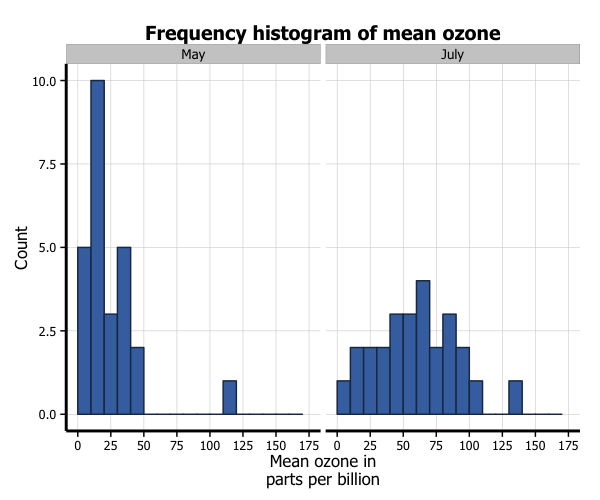 Frequency histogram of mean ozone
May
July
10.0
7.5
5.0
2.5
0.0
Count
0 25 50 75 100 125 150 175
0 25 50 75 100 125 150 175
Mean ozone in
parts per billion